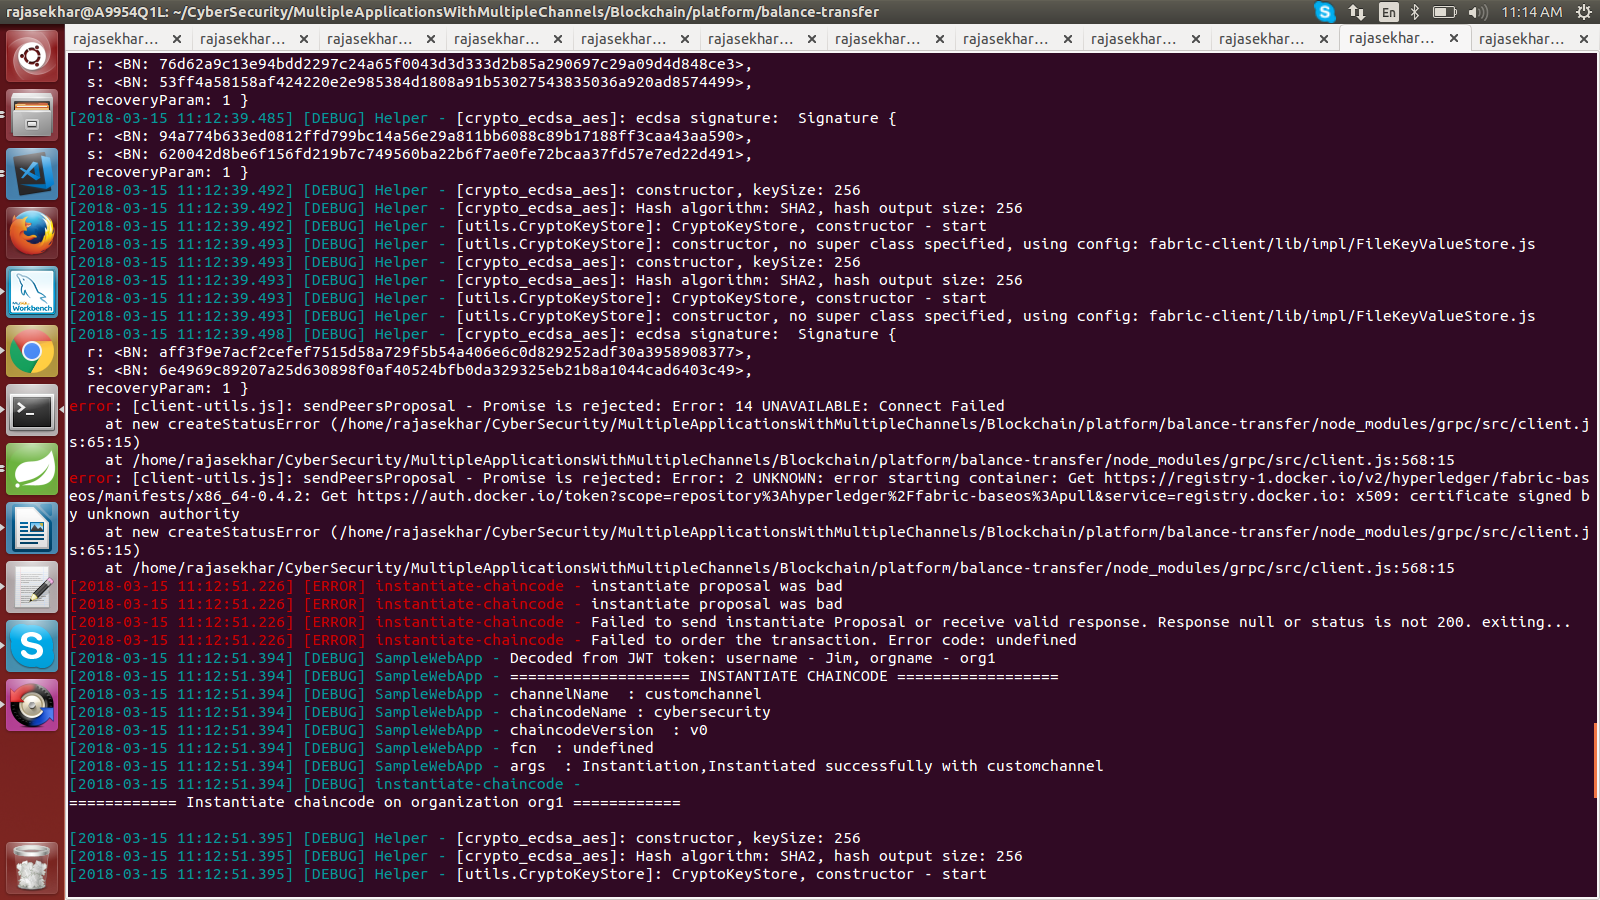 rajasekhar@A9954Q1L: ~/CyberSecurity/MultipleApplicationsWithMultipleChannels/Blockchain/platform/balance-transfer
En
11:14 AM
rajasekhar... × rajasekhar... × rajasekhar... × rajasekhar... × rajasekhar... × rajasekhar... × rajasekhar... × rajasekhar... × rajasekhar... × rajasekhar... × rajasekhar... × rajasekhar... ×
r: <BN: 76d62a9c13e94bdd2297c24a65f0043d3d333d2b85a290697c29a09d4d848ce3>,
s: <BN: 53ff4a58158af424220e2e985384d1808a91b53027543835036a920ad8574499>,
recoveryParam: 1 }
[2018-03-15 11:12:39.485] [DEBUG] Helper - [crypto_ecdsa_aes]: ecdsa signature:  Signature {
r: <BN: 94a774b633ed0812ffd799bc14a56e29a811bb6088c89b17188ff3caa43aa590>,
s: <BN: 620042d8be6f156fd219b7c749560ba22b6f7ae0fe72bcaa37fd57e7ed22d491>,
recoveryParam: 1 }
[2018-03-15 11:12:39.492] [DEBUG] Helper - [crypto_ecdsa_aes]: constructor, keySize: 256
[2018-03-15 11:12:39.492] [DEBUG] Helper - [crypto_ecdsa_aes]: Hash algorithm: SHA2, hash output size: 256
[2018-03-15 11:12:39.492] [DEBUG] Helper - [utils.CryptoKeyStore]: CryptoKeyStore, constructor - start
[2018-03-15 11:12:39.493] [DEBUG] Helper - [utils.CryptoKeyStore]: constructor, no super class specified, using config: fabric-client/lib/impl/FileKeyValueStore.js
[2018-03-15 11:12:39.493] [DEBUG] Helper - [crypto_ecdsa_aes]: constructor, keySize: 256
[2018-03-15 11:12:39.493] [DEBUG] Helper - [crypto_ecdsa_aes]: Hash algorithm: SHA2, hash output size: 256
[2018-03-15 11:12:39.493] [DEBUG] Helper - [utils.CryptoKeyStore]: CryptoKeyStore, constructor - start
[2018-03-15 11:12:39.493] [DEBUG] Helper - [utils.CryptoKeyStore]: constructor, no super class specified, using config: fabric-client/lib/impl/FileKeyValueStore.js
[2018-03-15 11:12:39.498] [DEBUG] Helper - [crypto_ecdsa_aes]: ecdsa signature:  Signature {
r: <BN: aff3f9e7acf2cefef7515d58a729f5b54a406e6c0d829252adf30a3958908377>,
s: <BN: 6e4969c89207a25d630898f0af40524bfb0da329325eb21b8a1044cad6403c49>,
recoveryParam: 1 }
error: [client-utils.js]: sendPeersProposal - Promise is rejected: Error: 14 UNAVAILABLE: Connect Failed
at new createStatusError (/home/rajasekhar/CyberSecurity/MultipleApplicationsWithMultipleChannels/Blockchain/platform/balance-transfer/node_modules/grpc/src/client.j
s:65:15)
at /home/rajasekhar/CyberSecurity/MultipleApplicationsWithMultipleChannels/Blockchain/platform/balance-transfer/node_modules/grpc/src/client.js:568:15
error: [client-utils.js]: sendPeersProposal - Promise is rejected: Error: 2 UNKNOWN: error starting container: Get https://registry-1.docker.io/v2/hyperledger/fabric-bas
eos/manifests/x86_64-0.4.2: Get https://auth.docker.io/token?scope=repository%3Ahyperledger%2Ffabric-baseos%3Apull&service=registry.docker.io: x509: certificate signed b
y unknown authority
at new createStatusError (/home/rajasekhar/CyberSecurity/MultipleApplicationsWithMultipleChannels/Blockchain/platform/balance-transfer/node_modules/grpc/src/client.j
s:65:15)
at /home/rajasekhar/CyberSecurity/MultipleApplicationsWithMultipleChannels/Blockchain/platform/balance-transfer/node_modules/grpc/src/client.js:568:15
[2018-03-15 11:12:51.226] [ERROR] instantiate-chaincode - instantiate proposal was bad
[2018-03-15 11:12:51.226] [ERROR] instantiate-chaincode - instantiate proposal was bad
[2018-03-15 11:12:51.226] [ERROR] instantiate-chaincode - Failed to send instantiate Proposal or receive valid response. Response null or status is not 200. exiting...
[2018-03-15 11:12:51.226] [ERROR] instantiate-chaincode - Failed to order the transaction. Error code: undefined
[2018-03-15 11:12:51.394] [DEBUG] SampleWebApp - Decoded from JWT token: username - Jim, orgname - org1
[2018-03-15 11:12:51.394] [DEBUG] SampleWebApp - ==================== INSTANTIATE CHAINCODE ==================
[2018-03-15 11:12:51.394] [DEBUG] SampleWebApp - channelName  : customchannel
[2018-03-15 11:12:51.394] [DEBUG] SampleWebApp - chaincodeName : cybersecurity
[2018-03-15 11:12:51.394] [DEBUG] SampleWebApp - chaincodeVersion  : v0
[2018-03-15 11:12:51.394] [DEBUG] SampleWebApp - fcn  : undefined
[2018-03-15 11:12:51.394] [DEBUG] SampleWebApp - args  : Instantiation,Instantiated successfully with customchannel
[2018-03-15 11:12:51.394] [DEBUG] instantiate-chaincode -
============ Instantiate chaincode on organization org1 ============
[2018-03-15 11:12:51.395] [DEBUG] Helper - [crypto_ecdsa_aes]: constructor, keySize: 256
[2018-03-15 11:12:51.395] [DEBUG] Helper - [crypto_ecdsa_aes]: Hash algorithm: SHA2, hash output size: 256
[2018-03-15 11:12:51.395] [DEBUG] Helper - [utils.CryptoKeyStore]: CryptoKeyStore, constructor - start
Workbench